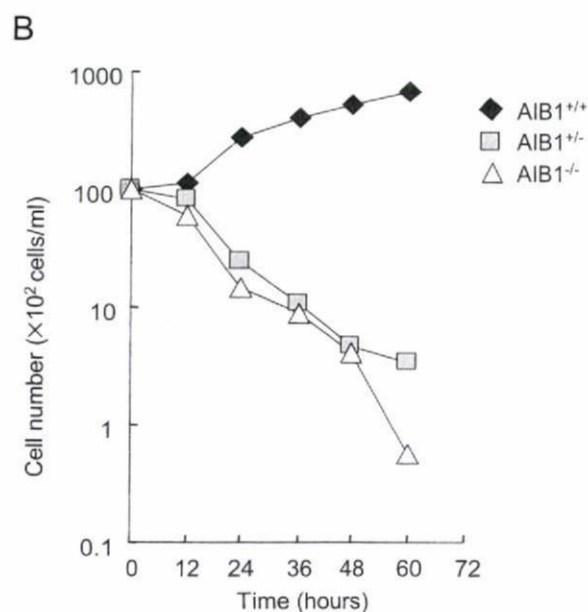 B
1000
100
10
1
0.1
Cell number (×10² cells/ml)
0 12 24 36 48 60 72
Time (hours)
AIB1⁺/⁺
AIB1⁺/⁻
AIB1⁻/⁻